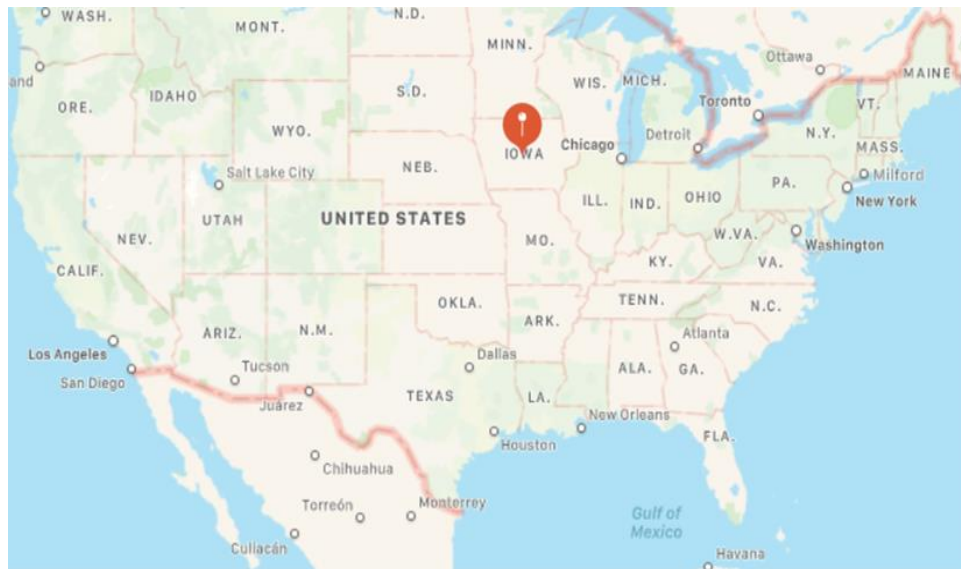 WASH.
MONT.
N.D.
MINN.
Ottawa
MAINE
and
ORE.
IDAHO
S.D.
WIS.
MICH.
VT.
Toronto
WYO.
N.Y.
Detroit
MASS.
IOWA
Chicago
NEB.
Salt Lake City
Milford
PA.
OHIO
ILL.
IND.
New York
UNITED STATES
UTAH
NEV.
MO.
W.VA.
Washington
KY.
VA.
CALIF.
OKLA.
TENN.
N.C.
ARK.
ARIZ.
N.M.
Atlanta
Los Angeles
Dallas
Tucson
ALA.
GA.
San Diego
Juárez
TEXAS
LA.
New Orleans
Houston
FLA.
Chihuahua
Torreón
Monterrey
Gulf of
Mexico
Culiacán
Havana